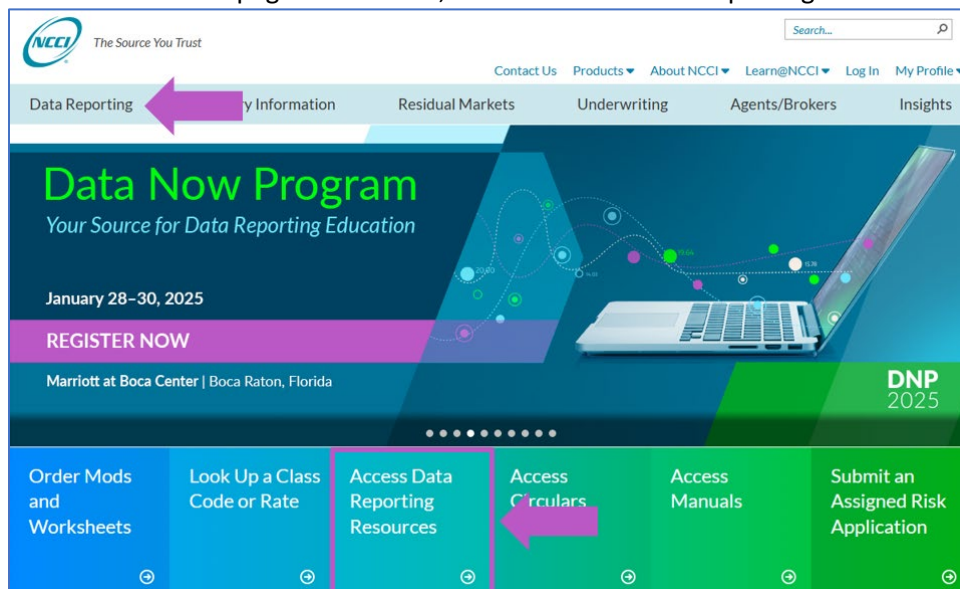 NCCI
The Source You Trust
Search...
Contact Us Products About NCCI Learn@NCCI Log In My Profile
Data Reporting y Information Residual Markets Underwriting Agents/Brokers Insights
Data Now Program
Your Source for Data Reporting Education
January 28–30, 2025
REGISTER NOW
Marriott at Boca Center | Boca Raton, Florida
DNP
2025
Order Mods
and
Worksheets
Look Up a Class
Code or Rate
Access Data
Reporting
Resources
Access
Circulars
Access
Manuals
Submit an
Assigned Risk
Application